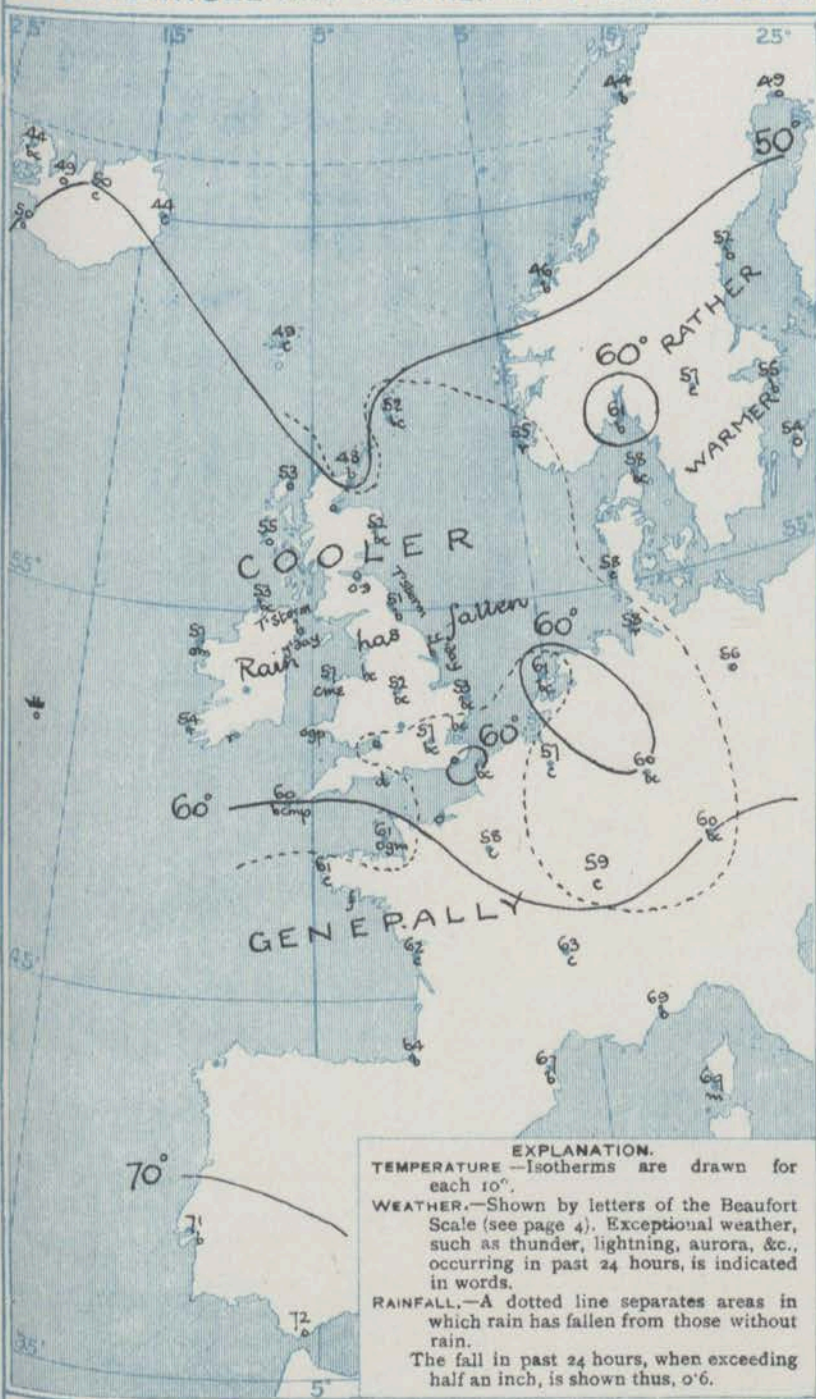 25°
15°
5°
5°
15°
25°
44
49
44
49
50
c
50°
44
c
46
49
c
RATHER
60°
57
c
61
52
bc
WARMER
54
48
b
58
bc
53
55
COOLER
55°
55°
58
T'Storm
fallen
T'Storm
has
60°
Rain
56
57
cme
bc
52
bc
61
54
ogp
60°
57
c
bc
60
bc
60°
60
bcmp
61
ogm
58
c
60
bc
61
c
59
c
f
GENERALLY
62
c
63
c
45°
69
b
64
b
67
b
69
m
70°
71
b
72
b
35°
5°
EXPLANATION.
TEMPERATURE—Isotherms are drawn for
each 10°.
WEATHER.—Shown by letters of the Beaufort
Scale (see page 4). Exceptional weather,
such as thunder, lightning, aurora, &c.,
occurring in past 24 hours, is indicated
in words.
RAINFALL.—A dotted line separates areas in
which rain has fallen from those without
rain.
The fall in past 24 hours, when exceeding
half an inch, is shown thus, 0·6.